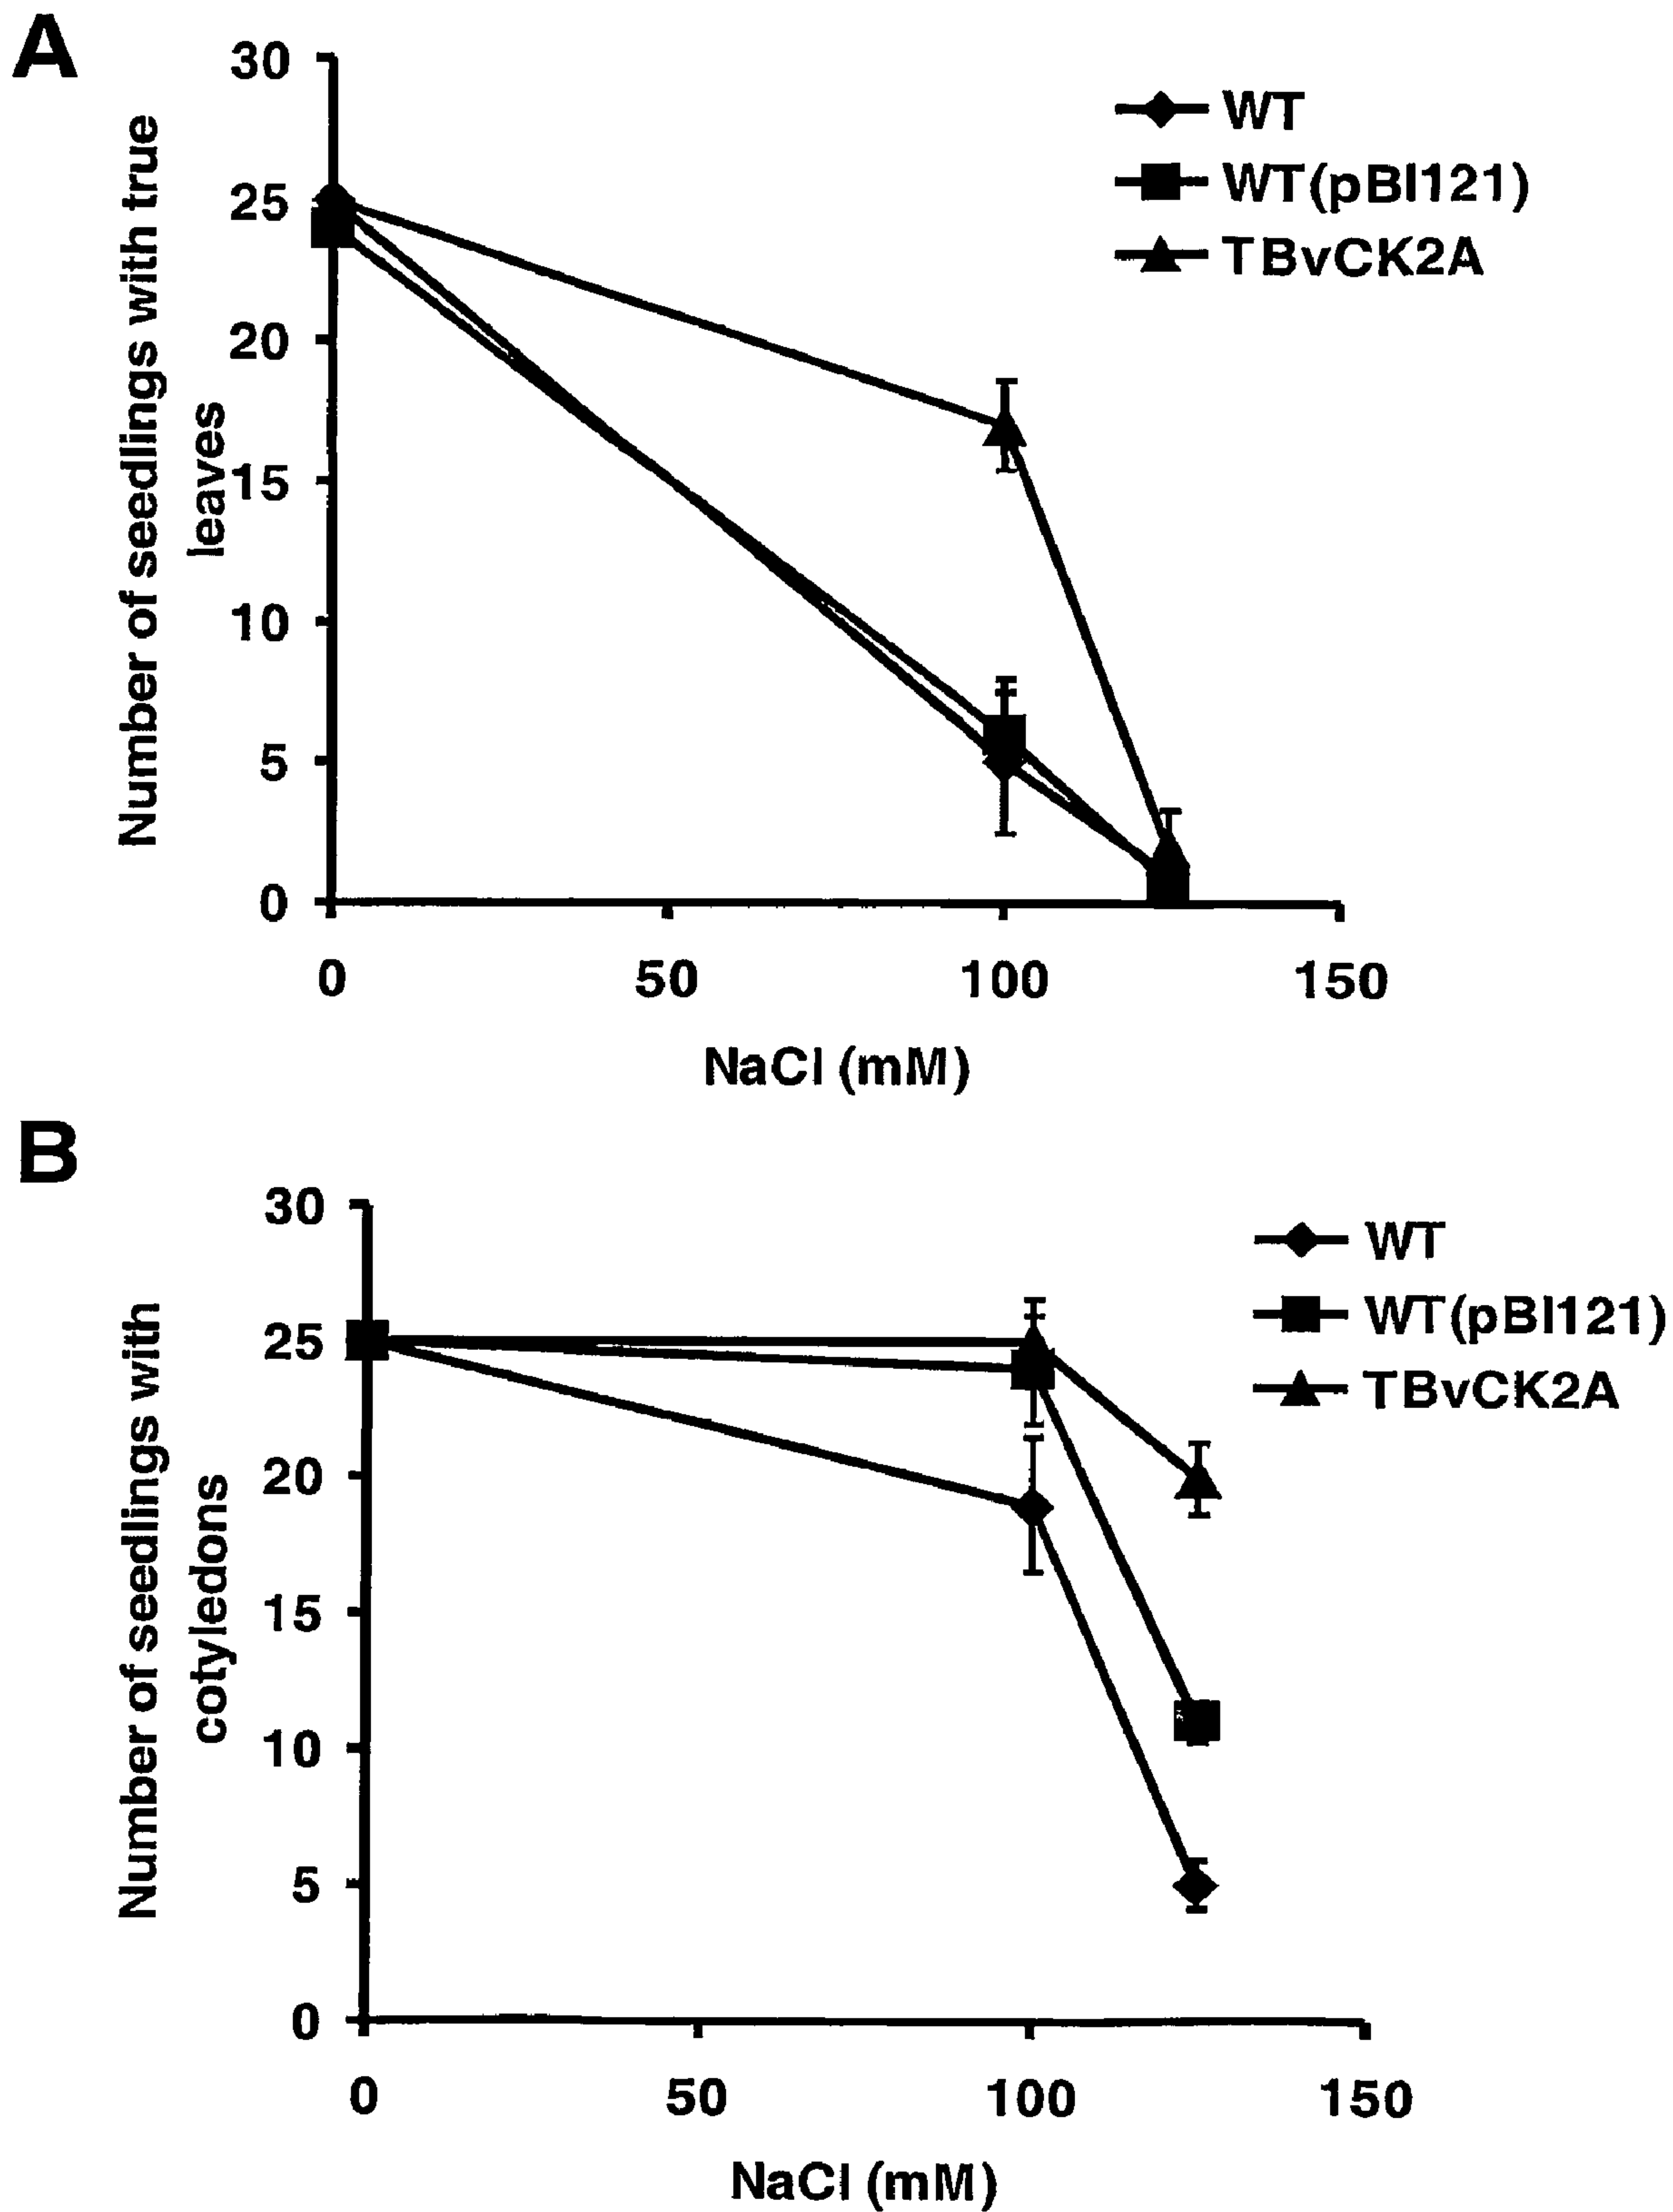 A
30
25
20
15
10
5
0
Number of seedlings with true
leaves
WT
WT(pBI121)
TBvCK2A
0 50 100 150
NaCl (mM)
B
30
25
20
15
10
5
0
Number of seedlings with
cotyledons
WT
WT(pBI121)
TBvCK2A
0 50 100 150
NaCl (mM)